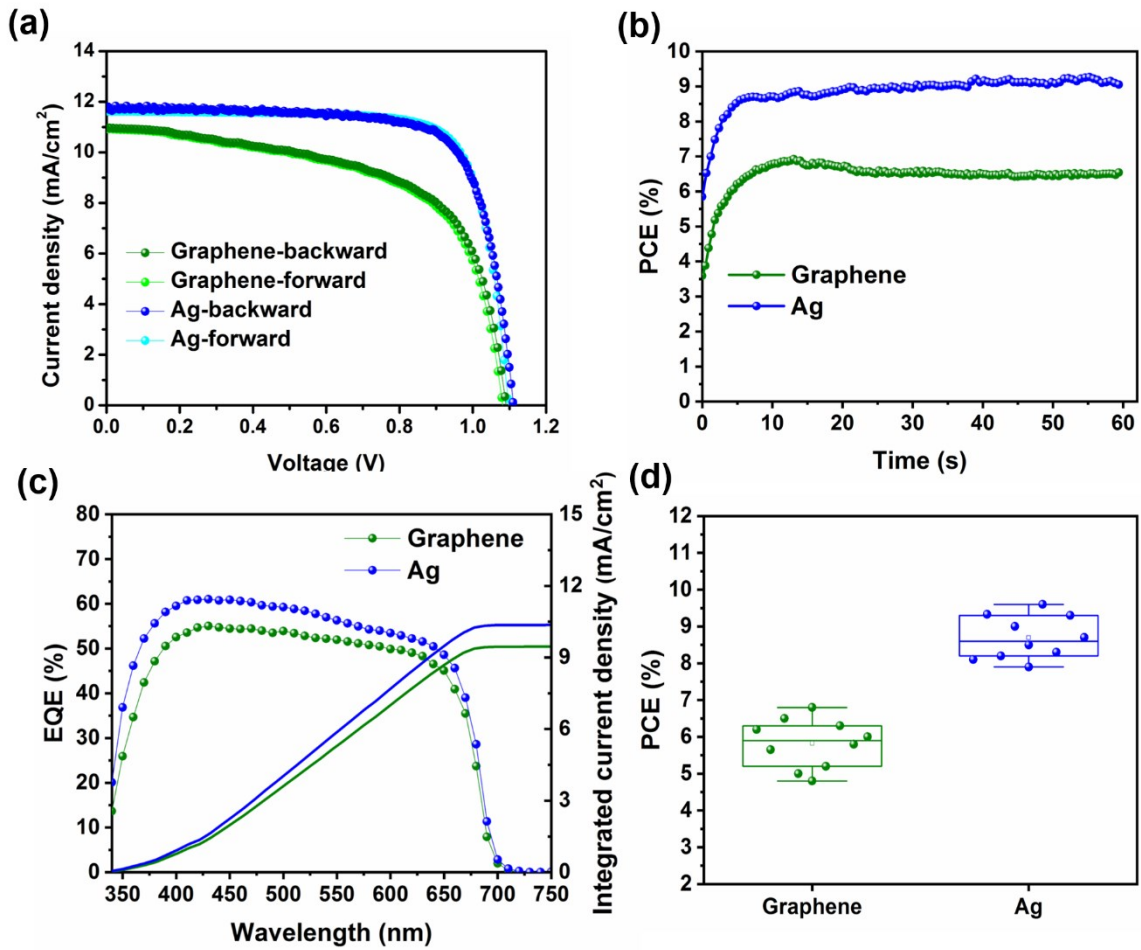 (a)
14
12
10
8
6
4
2
0
Current density (mA/cm2)
Graphene-backward
Graphene-forward
Ag-backward
Ag-forward
0.0 0.2 0.4 0.6 0.8 1.0 1.2
Voltage (V)
(b)
10
9
8
7
6
5
4
3
2
1
0
PCE (%)
Graphene
Ag
0 10 20 30 40 50 60
Time (s)
(c)
80
70
60
50
40
30
20
10
0
EQE (%)
Graphene
Ag
15
12
9
6
3
0
Integrated current density (mA/cm²)
350 400 450 500 550 600 650 700 750
Wavelength (nm)
(d)
12
11
10
9
8
7
6
5
4
3
2
PCE (%)
Graphene Ag